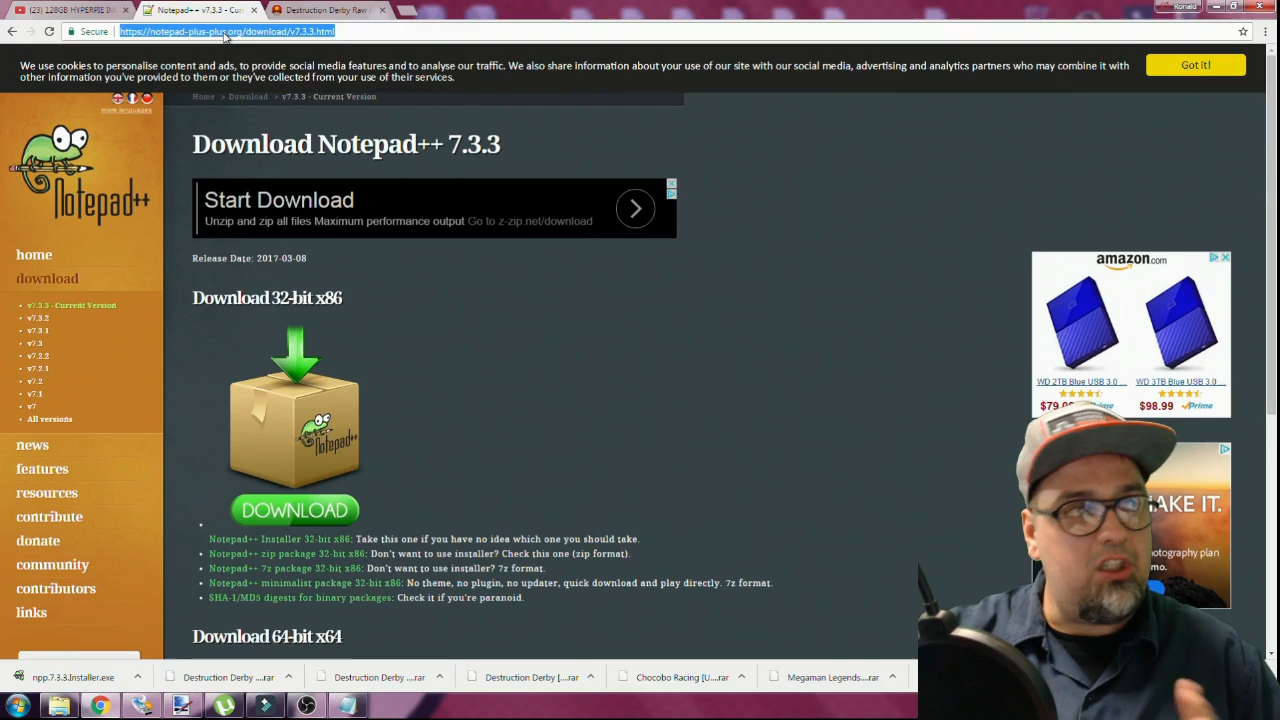 (23) 128GB HYPERPIE IM
Notepad++ v7.3.3 - Curr
Destruction Derby Raw
Ronald
Secure
https://notepad-plus-plus.org/download/v7.3.3.html
We use cookies to personalise content and ads, to provide social media features and to analyse our traffic. We also share information about your use of our site with our social media, advertising and analytics partners who may combine it with
other information you've provided to them or they've collected from your use of their services.
Got it!
more languages
Home > Download > v7.3.3 - Current Version
Notepad++
Download Notepad++ 7.3.3
Start Download
Unzip and zip all files Maximum performance output Go to z-zip.net/download
Release Date: 2017-03-08
home
download
v7.3.3 - Current Version
v7.3.2
v7.3.1
v7.3
v7.2.2
v7.2.1
v7.2
v7.1
v7
All versions
news
features
resources
contribute
donate
community
contributors
links
Download 32-bit x86
Notepad++
DOWNLOAD
Notepad++ Installer 32-bit x86: Take this one if you have no idea which one you should take.
Notepad++ zip package 32-bit x86: Don't want to use installer? Check this one (zip format).
Notepad++ 7z package 32-bit x86: Don't want to use installer? 7z format.
Notepad++ minimalist package 32-bit x86: No theme, no plugin, no updater, quick download and play directly. 7z format.
SHA-1/MD5 digests for binary packages: Check it if you're paranoid.
Download 64-bit x64
amazon.com
WD 2TB Blue USB 3.0 ...
WD 3TB Blue USB 3.0 ...
$98.99 Prime
AKE IT.
otography plan
mo.
npp.7.3.3.Installer.exe
Destruction Derby ....rar
Destruction Derby ....rar
Destruction Derby [....rar
Chocobo Racing [U....rar
Megaman Legends....rar